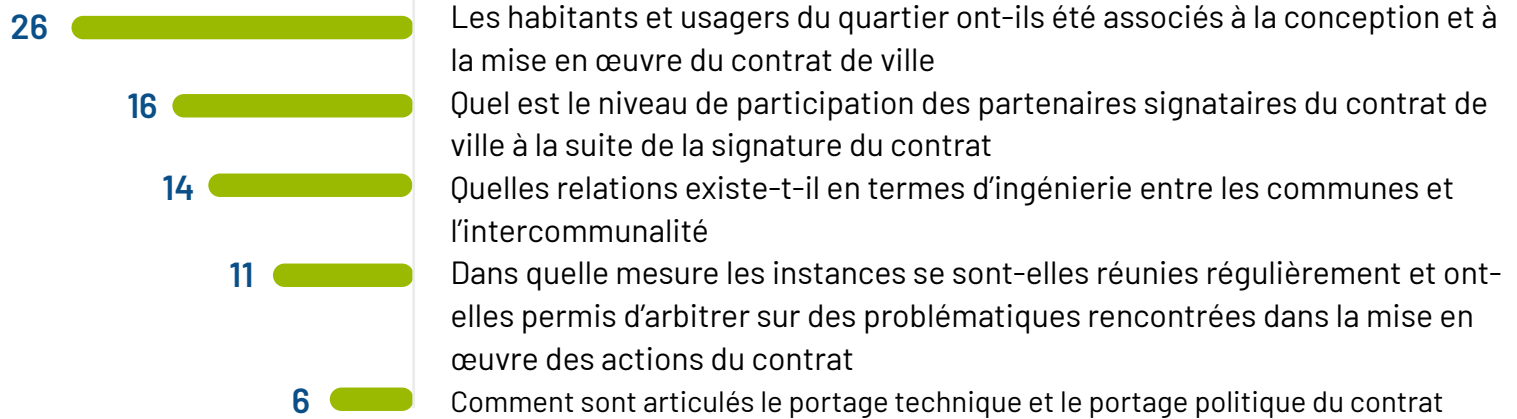 26 Les habitants et usagers du quartier ont-ils été associés à la conception et à
la mise en œuvre du contrat de ville
16 Quel est le niveau de participation des partenaires signataires du contrat de
ville à la suite de la signature du contrat
14 Quelles relations existe-t-il en termes d'ingénierie entre les communes et
l'intercommunalité
11 Dans quelle mesure les instances se sont-elles réunies régulièrement et ont-
elles permis d'arbitrer sur des problématiques rencontrées dans la mise en
œuvre des actions du contrat
6 Comment sont articulés le portage technique et le portage politique du contrat